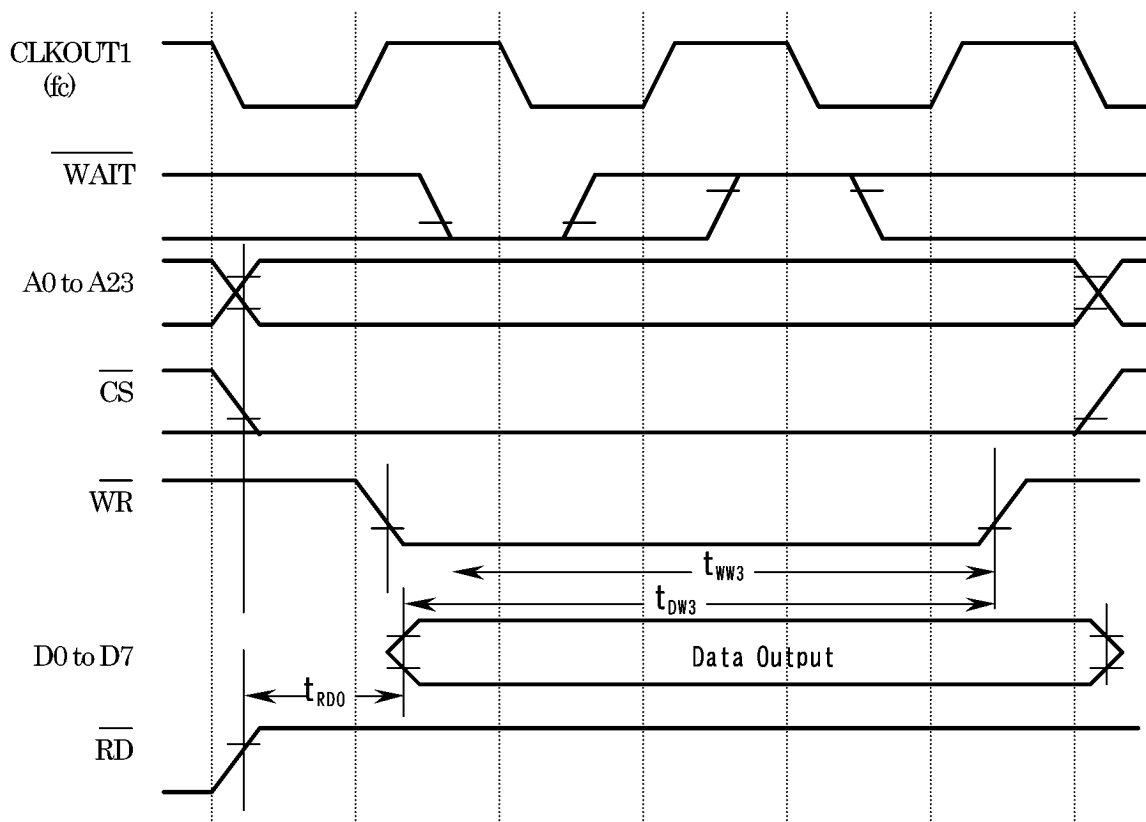 CLKOUT1
(fc)
WAIT
A0 to A23
CS
WR
tWW3
tDW3
D0 to D7
Data Output
tRD0
RD